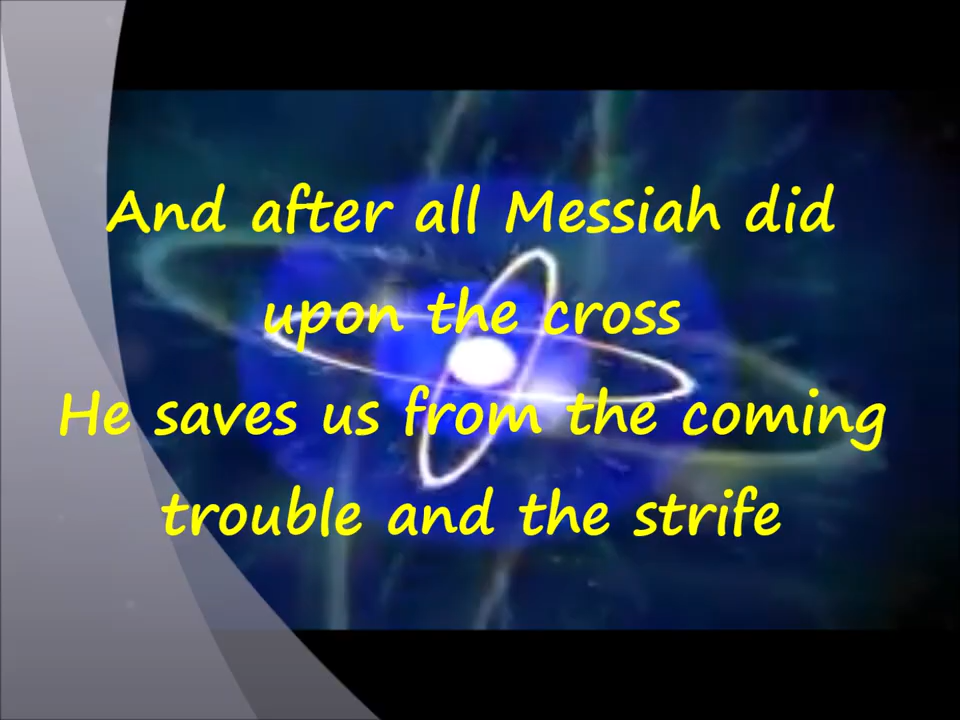 And after all Messiah did
upon the cross
He saves us from the coming
trouble and the strife